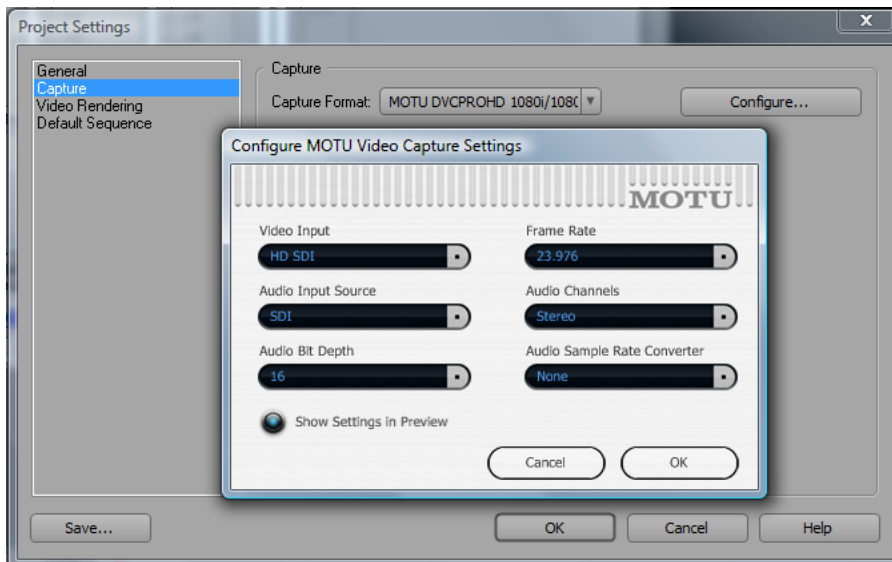 Project Settings
X
General
Capture
Video Rendering
Default Sequence
Capture
Capture Format: MOTU DVCPROHD 1080i/1080
Configure...
Configure MOTU Video Capture Settings
MOTU
Video Input
Frame Rate
HD SDI
23.976
Audio Input Source
Audio Channels
SDI
Stereo
Audio Bit Depth
Audio Sample Rate Converter
16
None
Show Settings in Preview
Cancel
OK
Save...
OK
Cancel
Help